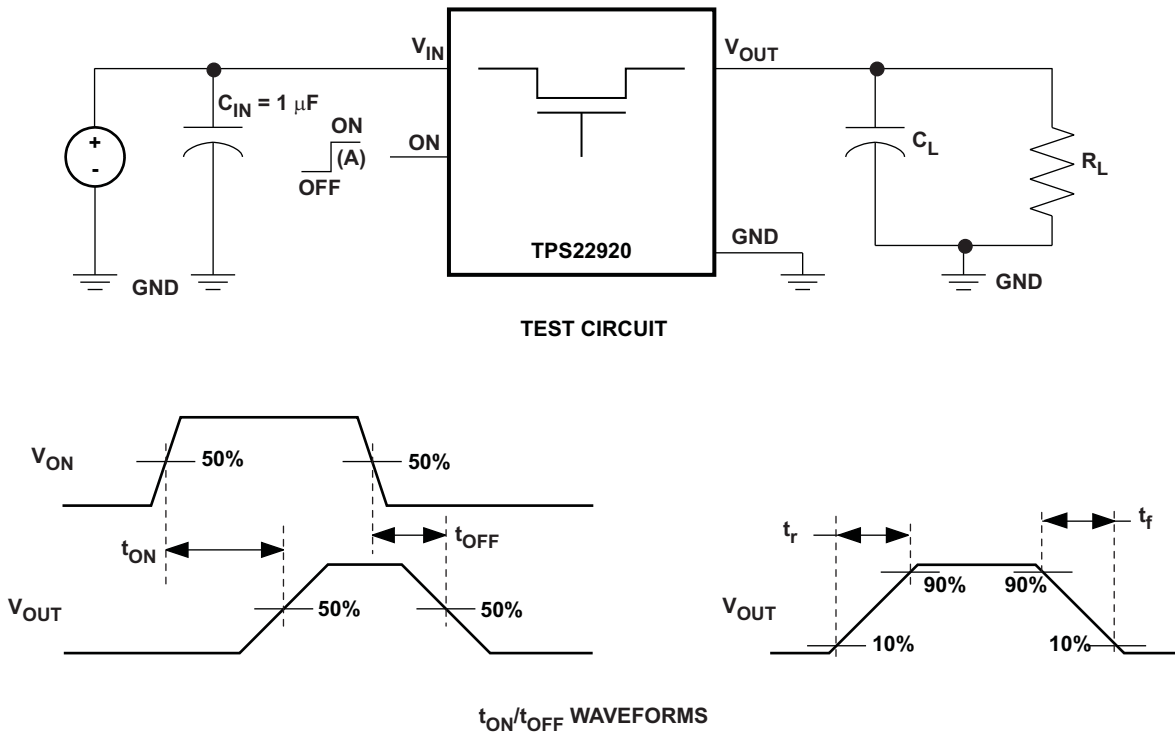 V_IN
V_OUT
C_IN = 1 μF
ON
(A)
OFF
ON
C_L
R_L
+
-
GND
TPS22920
GND
GND
TEST CIRCUIT
V_ON
50%
50%
t_ON
t_OFF
V_OUT
50%
50%
t_r
t_f
V_OUT
90%
90%
10%
10%
t_ON/t_OFF WAVEFORMS